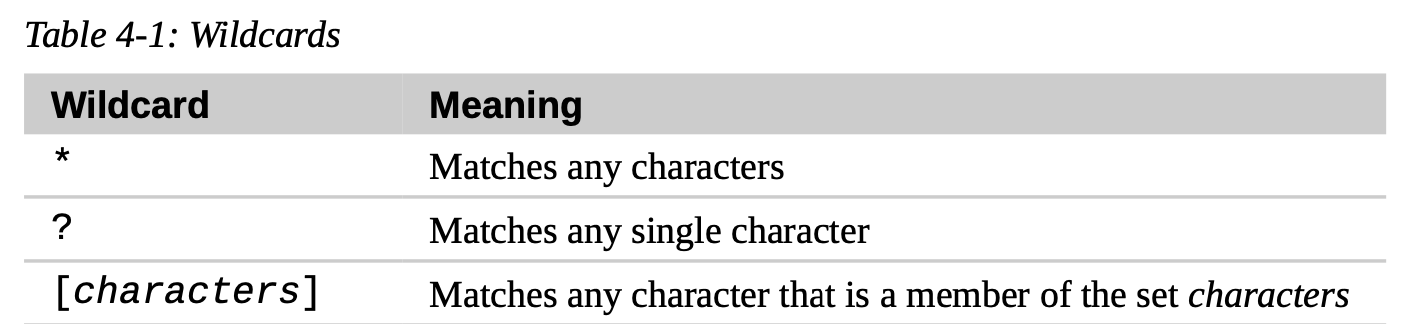 Table 4-1: Wildcards
Wildcard Meaning
* Matches any characters
? Matches any single character
[characters] Matches any character that is a member of the set characters